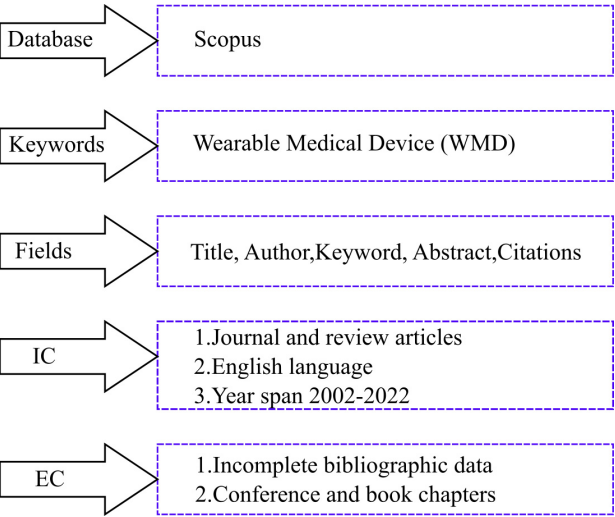 Database
Scopus
Keywords
Wearable Medical Device (WMD)
Fields
Title, Author,Keyword, Abstract,Citations
IC
1.Journal and review articles
2.English language
3.Year span 2002-2022
EC
1.Incomplete bibliographic data
2.Conference and book chapters